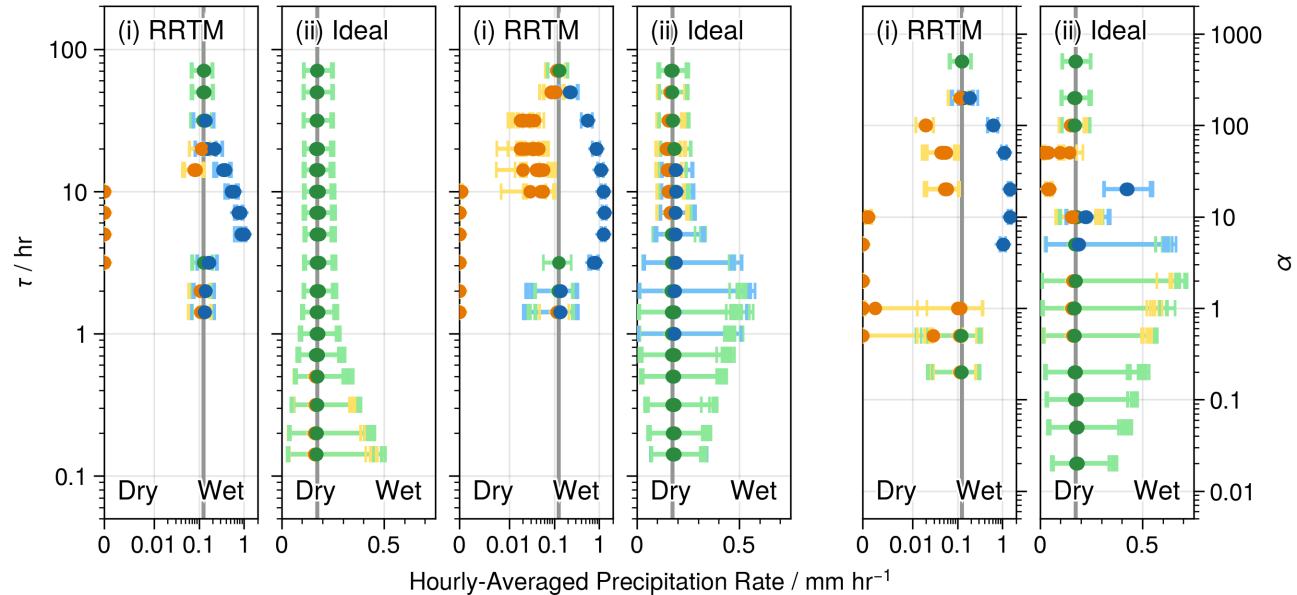 (i) RRTM (ii) Ideal (i) RRTM (ii) Ideal (i) RRTM (ii) Ideal
100 1000
100
10 10
τ / hr α
1 1
0.1
0.1 0.01
Dry Wet Dry Wet Dry Wet Dry Wet Dry Wet Dry Wet
0 0.01 0.1 1 0 0.5 0 0.01 0.1 1 0 0.5 0 0.01 0.1 1 0 0.5
Hourly-Averaged Precipitation Rate / mm hr⁻¹